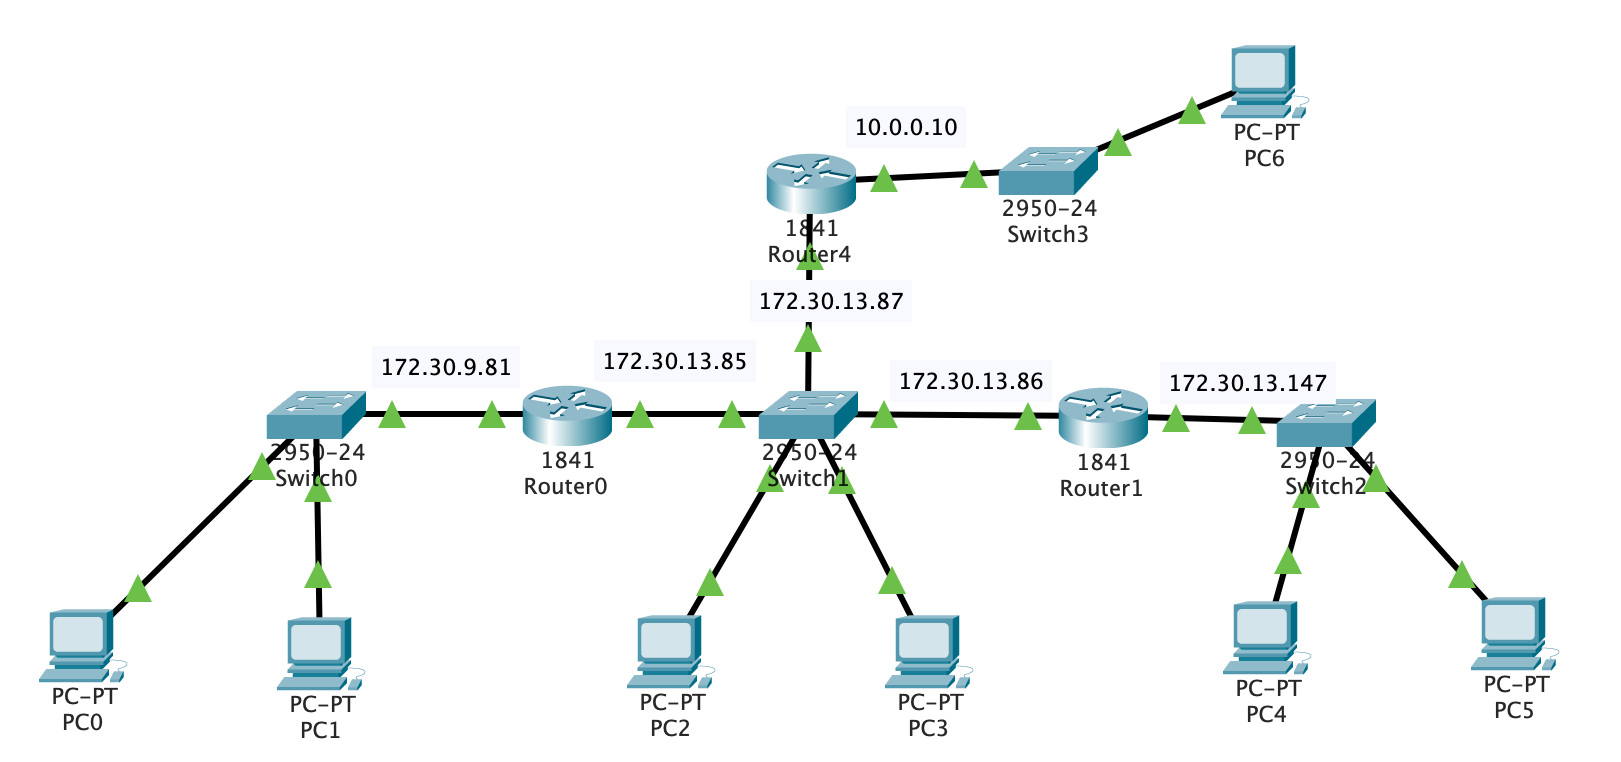 PC-PT
PC6
10.0.0.10
2950-24
Switch3
1841
Router4
172.30.13.87
172.30.9.81
172.30.13.85
172.30.13.86
172.30.13.147
2950-24
Switch0
1841
Router0
2950-24
Switch1
1841
Router1
2950-24
Switch2
PC-PT
PC0
PC-PT
PC1
PC-PT
PC2
PC-PT
PC3
PC-PT
PC4
PC-PT
PC5